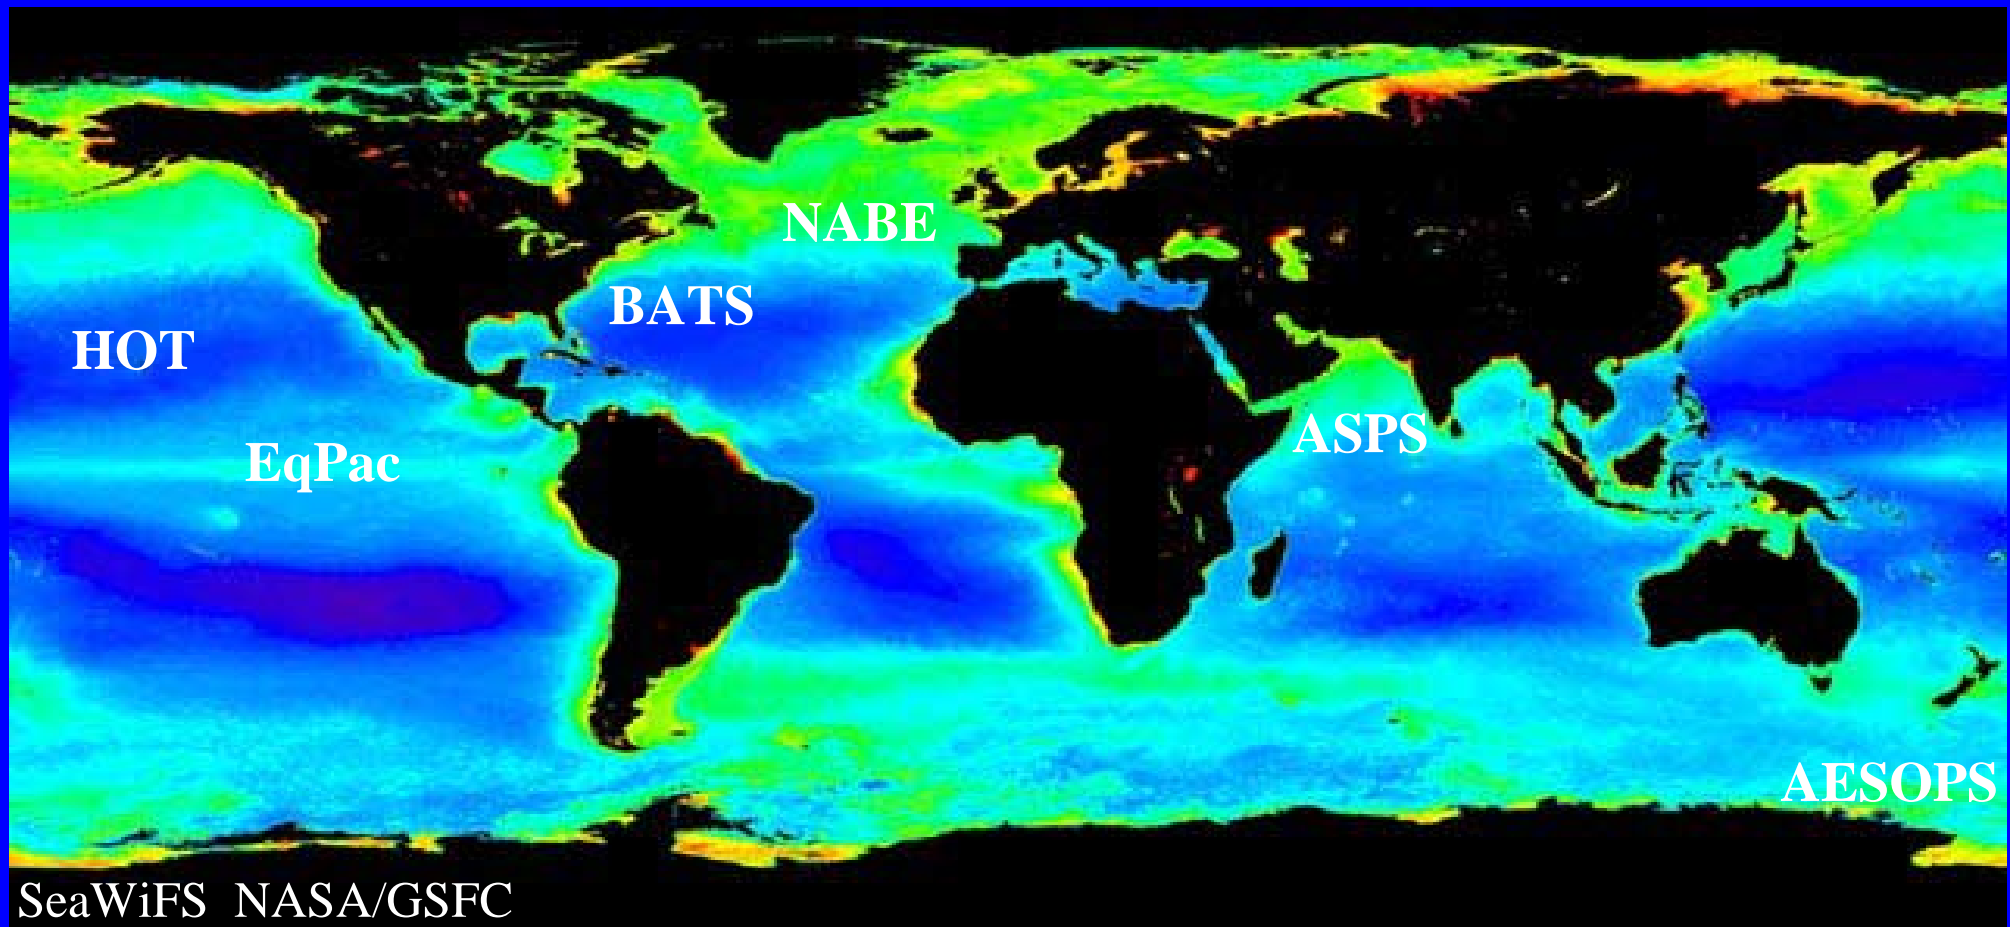 NABE
BATS
HOT
ASPS
EqPac
AESOPS
SeaWiFS NASA/GSFC